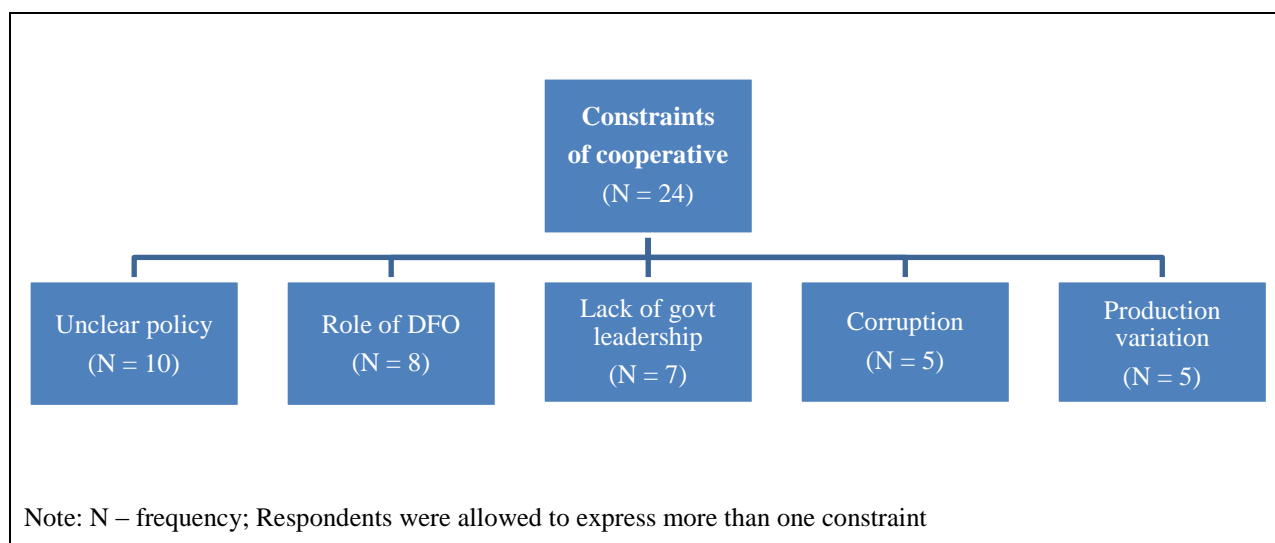 Constraints
of cooperative
(N = 24)
Unclear policy
(N = 10)
Role of DFO
(N = 8)
Lack of govt
leadership
(N = 7)
Corruption
(N = 5)
Production
variation
(N = 5)
Note: N – frequency; Respondents were allowed to express more than one constraint